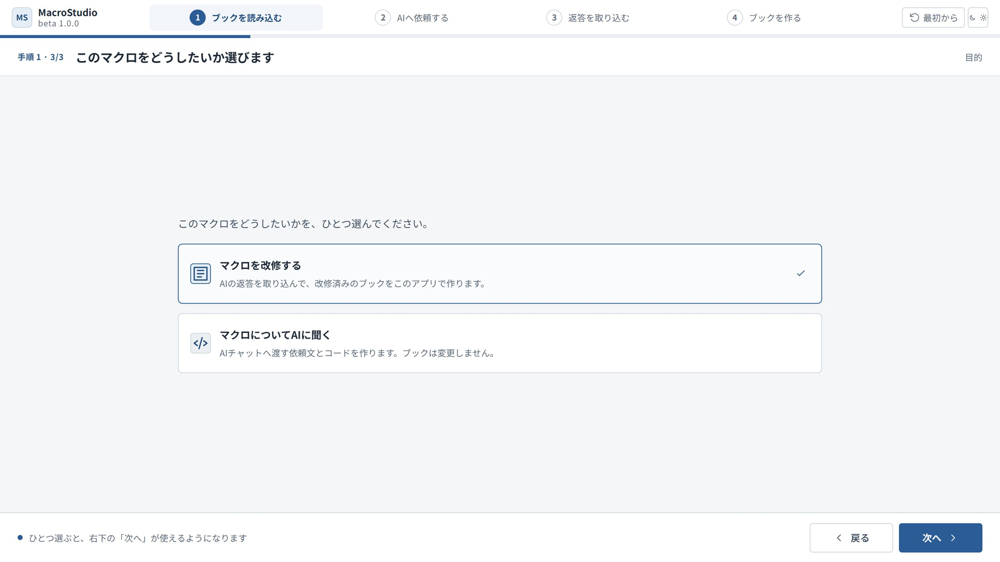 MS
MacroStudio
beta 1.0.0
1 ブックを読み込む
2 AIへ依頼する
3 返答を取り込む
4 ブックを作る
最初から
手順 1・3/3
このマクロをどうしたいか選びます
目的
このマクロをどうしたいかを、ひとつ選んでください。
マクロを改修する
AIの返答を取り込んで、改修済みのブックをこのアプリで作ります。
マクロについてAIに聞く
AIチャットへ渡す依頼文とコードを作ります。ブックは変更しません。
ひとつ選ぶと、右下の「次へ」が使えるようになります
戻る
次へ